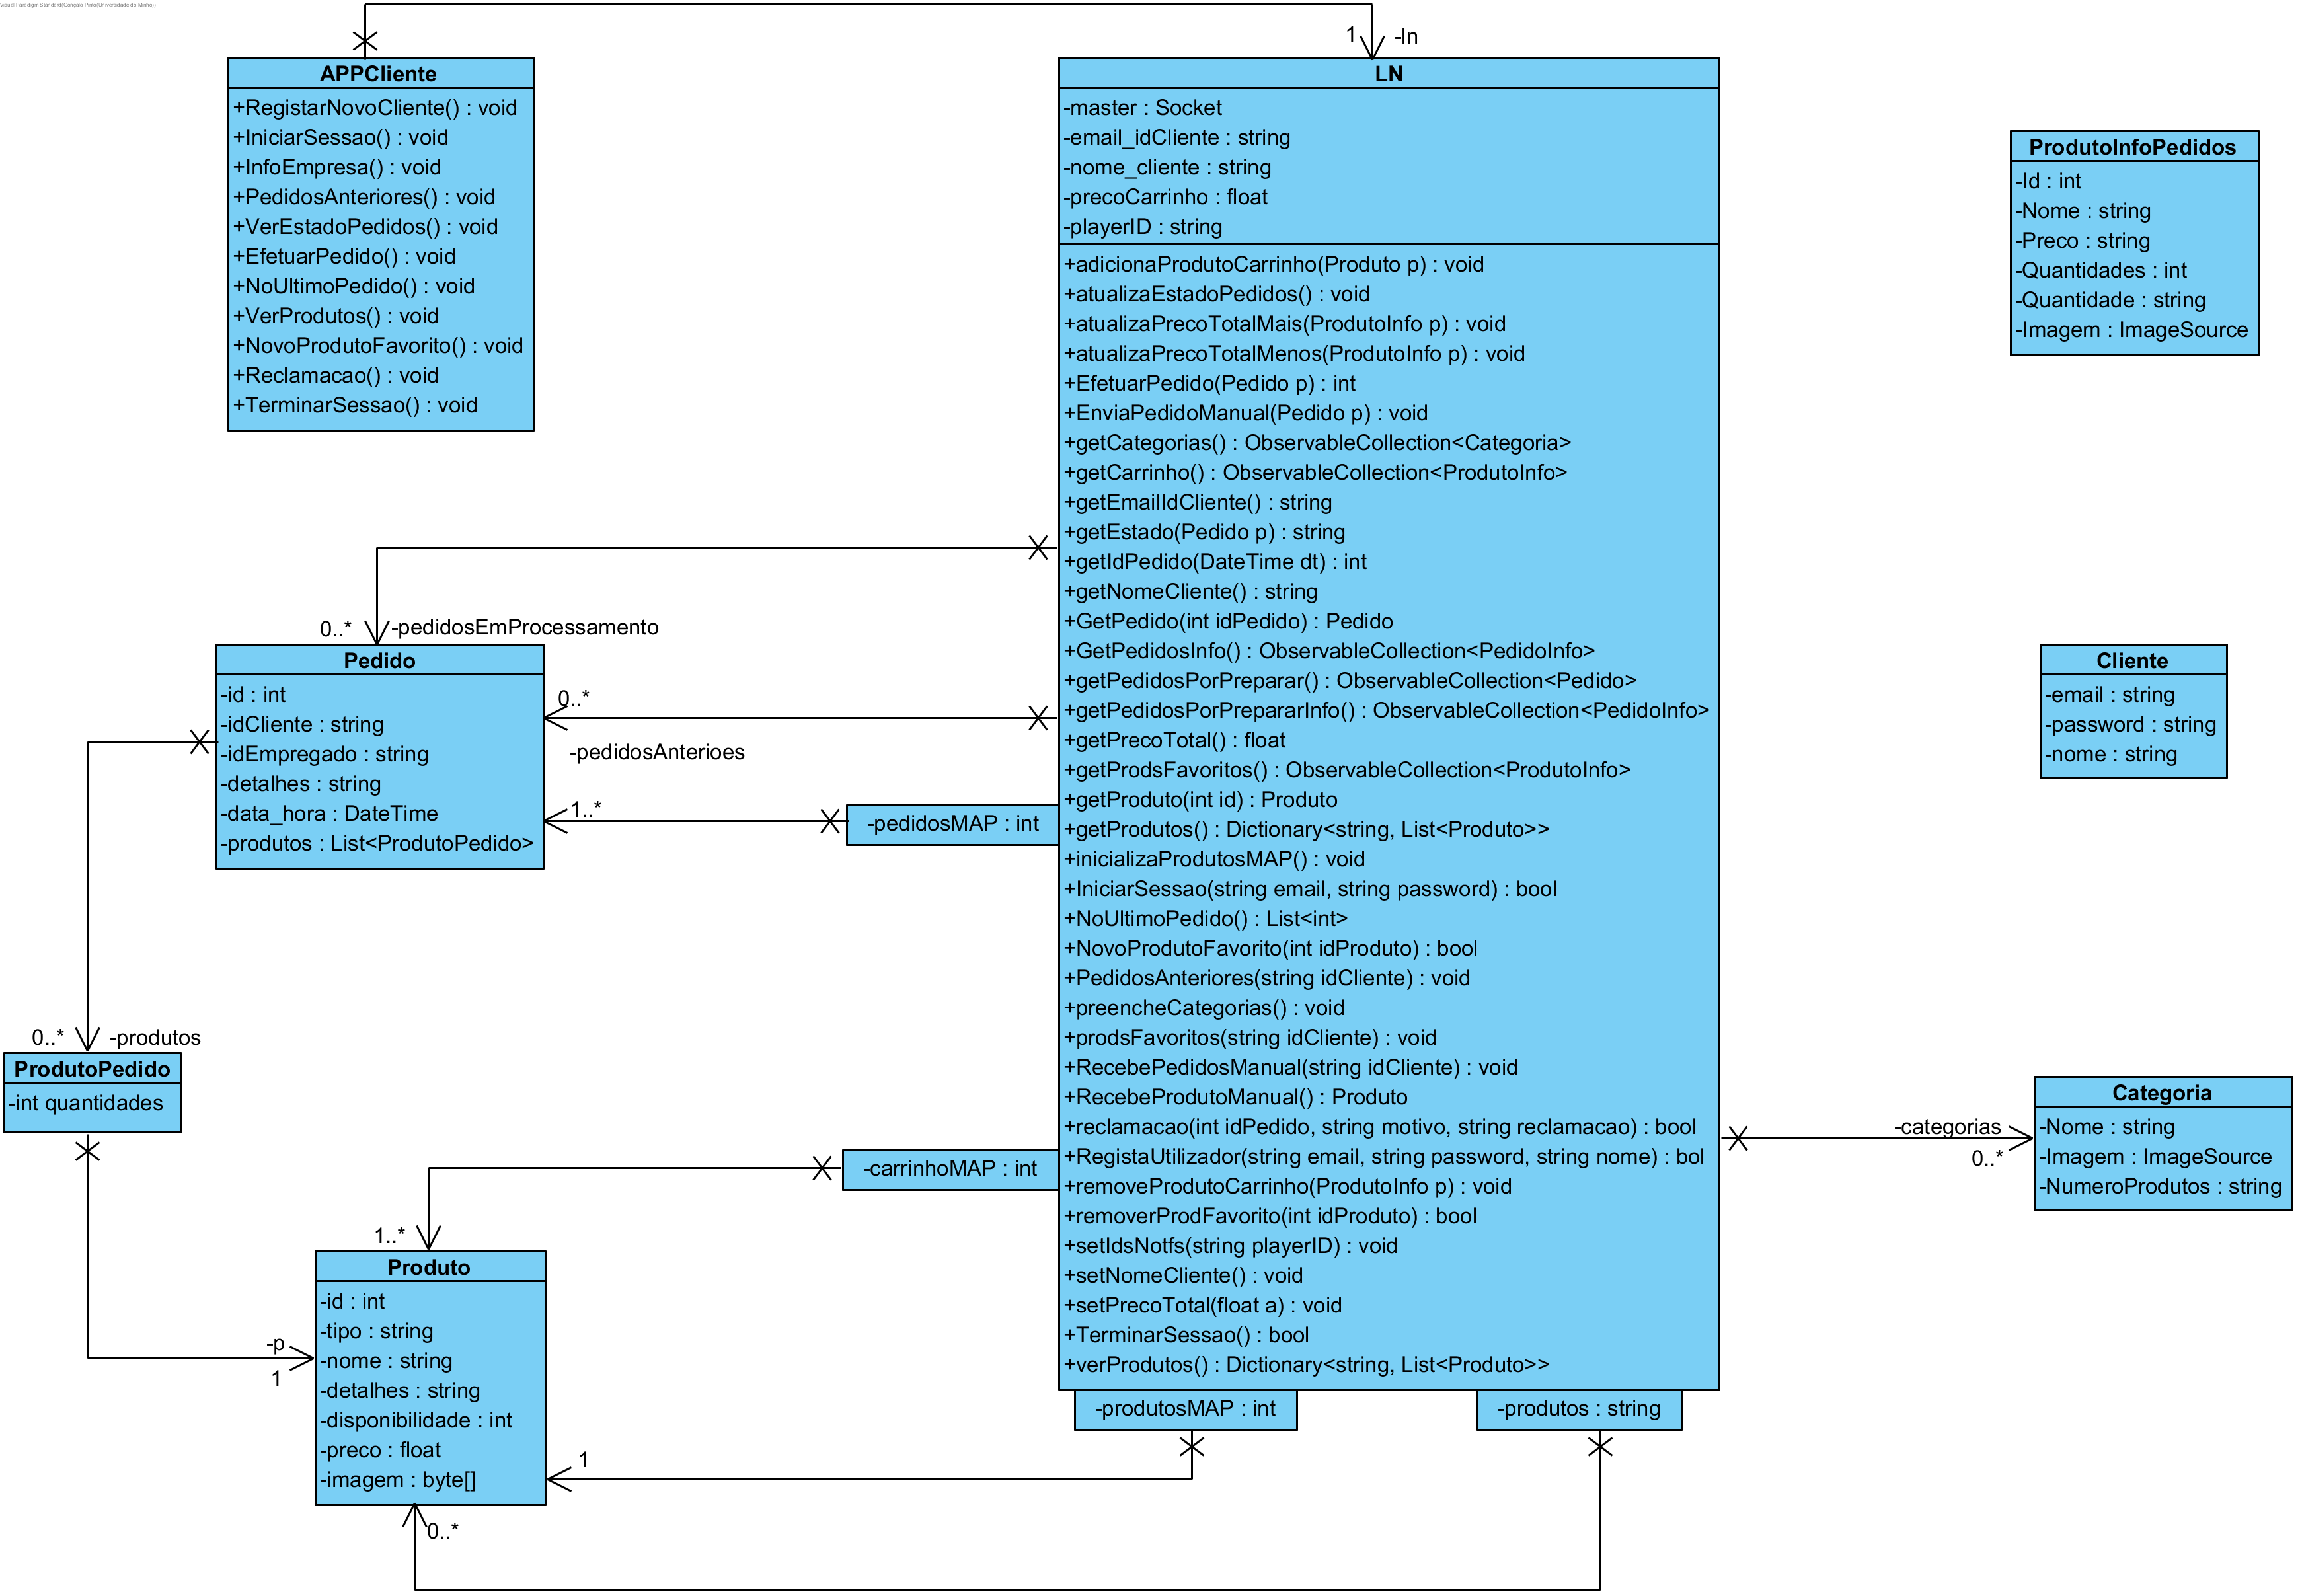 Visual Paradigm Standard(Gonçalo Pinto(Universidade do Minho))
1
-ln
APPCliente
+RegistarNovoCliente() : void
+IniciarSessao() : void
+InfoEmpresa() : void
+PedidosAnteriores() : void
+VerEstadoPedidos() : void
+EfetuarPedido() : void
+NoUltimoPedido() : void
+VerProdutos() : void
+NovoProdutoFavorito() : void
+Reclamacao() : void
+TerminarSessao() : void
LN
-master : Socket
-email_idCliente : string
-nome_cliente : string
-precoCarrinho : float
-playerID : string
+adicionaProdutoCarrinho(Produto p) : void
+atualizaEstadoPedidos() : void
+atualizaPrecoTotalMais(ProdutoInfo p) : void
+atualizaPrecoTotalMenos(ProdutoInfo p) : void
+EfetuarPedido(Pedido p) : int
+EnviaPedidoManual(Pedido p) : void
+getCategorias() : ObservableCollection<Categoria>
+getCarrinho() : ObservableCollection<ProdutoInfo>
+getEmailIdCliente() : string
+getEstado(Pedido p) : string
+getIdPedido(DateTime dt) : int
+getNomeCliente() : string
+GetPedido(int idPedido) : Pedido
+GetPedidosInfo() : ObservableCollection<PedidoInfo>
+getPedidosPorPreparar() : ObservableCollection<Pedido>
+getPedidosPorPrepararInfo() : ObservableCollection<PedidoInfo>
+getPrecoTotal() : float
+getProdsFavoritos() : ObservableCollection<ProdutoInfo>
+getProduto(int id) : Produto
+getProdutos() : Dictionary<string, List<Produto>>
+inicializaProdutosMAP() : void
+IniciarSessao(string email, string password) : bool
+NoUltimoPedido() : List<int>
+NovoProdutoFavorito(int idProduto) : bool
+PedidosAnteriores(string idCliente) : void
+preencheCategorias() : void
+prodsFavoritos(string idCliente) : void
+RecebePedidosManual(string idCliente) : void
+RecebeProdutoManual() : Produto
+reclamacao(int idPedido, string motivo, string reclamacao) : bool
+RegistaUtilizador(string email, string password, string nome) : bol
+removeProdutoCarrinho(ProdutoInfo p) : void
+removerProdFavorito(int idProduto) : bool
+setIdsNotfs(string playerID) : void
+setNomeCliente() : void
+setPrecoTotal(float a) : void
+TerminarSessao() : bool
+verProdutos() : Dictionary<string, List<Produto>>
ProdutoInfoPedidos
-Id : int
-Nome : string
-Preco : string
-Quantidades : int
-Quantidade : string
-Imagem : ImageSource
0..*
-pedidosEmProcessamento
Pedido
-id : int
-idCliente : string
-idEmpregado : string
-detalhes : string
-data_hora : DateTime
-produtos : List<ProdutoPedido>
0..*
-pedidosAnterioes
1..*
-pedidosMAP : int
Cliente
-email : string
-password : string
-nome : string
0..*
-produtos
ProdutoPedido
-int quantidades
-carrinhoMAP : int
-categorias
0..*
Categoria
-Nome : string
-Imagem : ImageSource
-NumeroProdutos : string
1..*
Produto
-id : int
-tipo : string
-nome : string
-detalhes : string
-disponibilidade : int
-preco : float
-imagem : byte[]
-p
1
-produtosMAP : int
-produtos : string
1
0..*